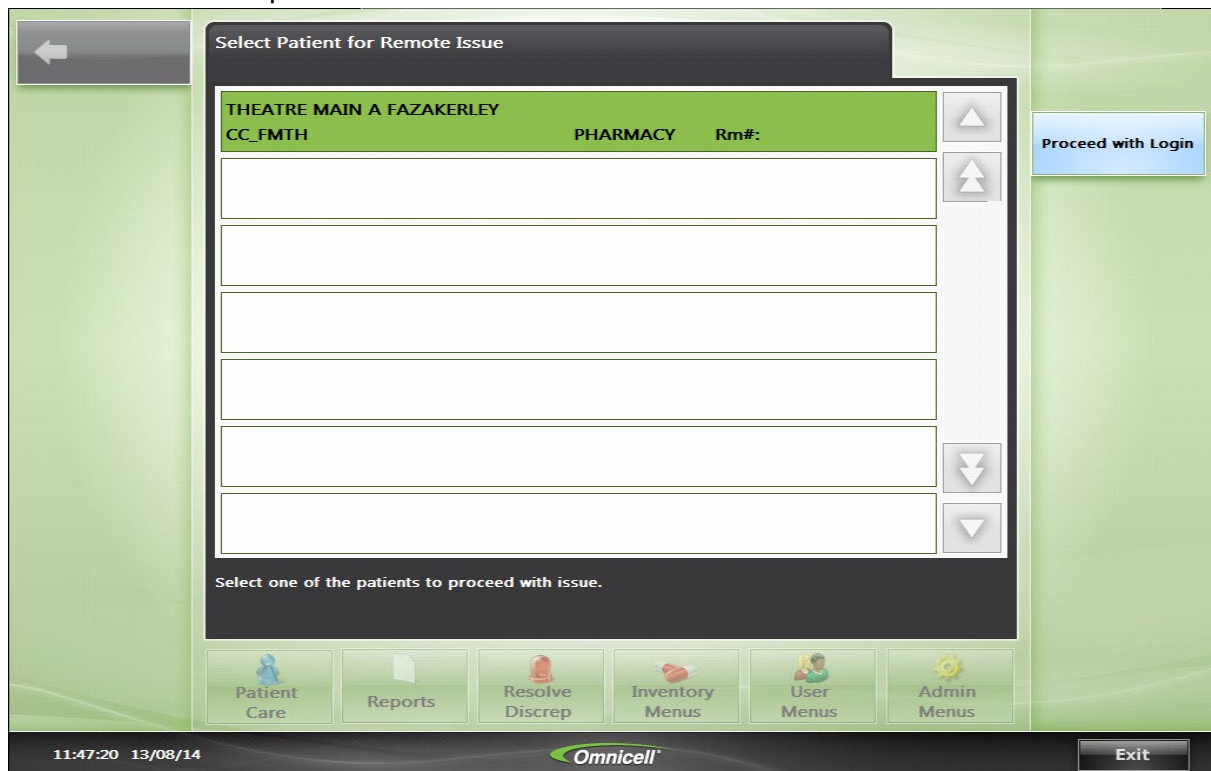 Select Patient for Remote Issue
THEATRE MAIN A FAZAKERLEY
CC_FMTH PHARMACY Rm#:
Proceed with Login
Select one of the patients to proceed with issue.
Patient Care
Reports
Resolve Discrep
Inventory Menus
User Menus
Admin Menus
11:47:20 13/08/14
Omnicell
Exit